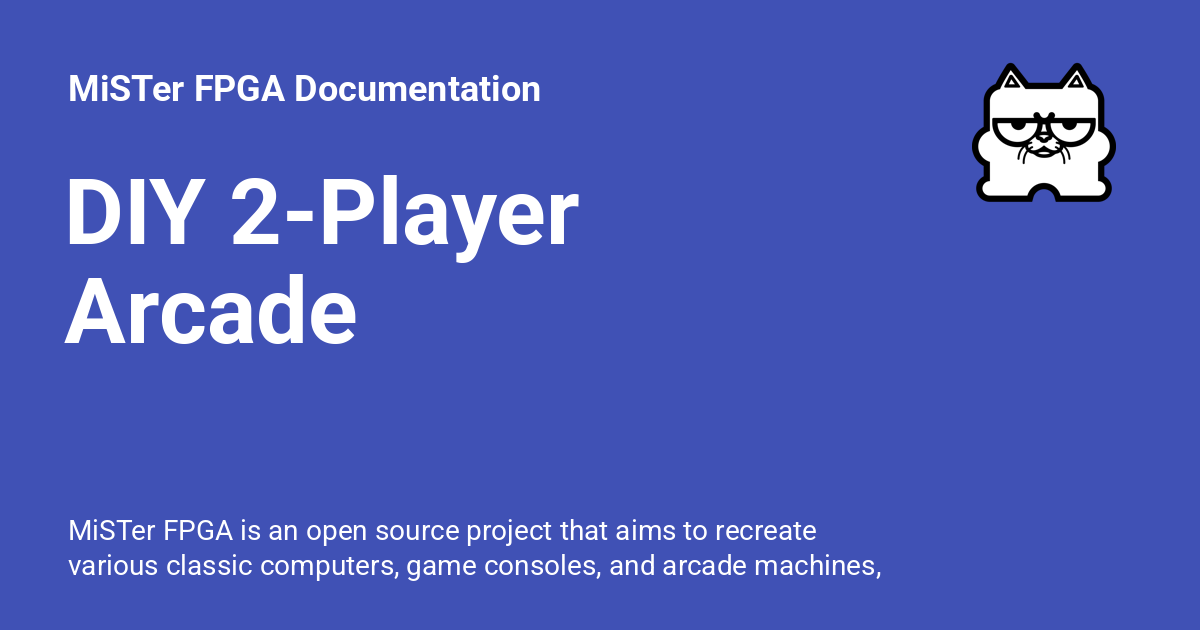 MiSTer FPGA Documentation
DIY 2-Player
Arcade
MiSTer FPGA is an open source project that aims to recreate
various classic computers, game consoles, and arcade machines,